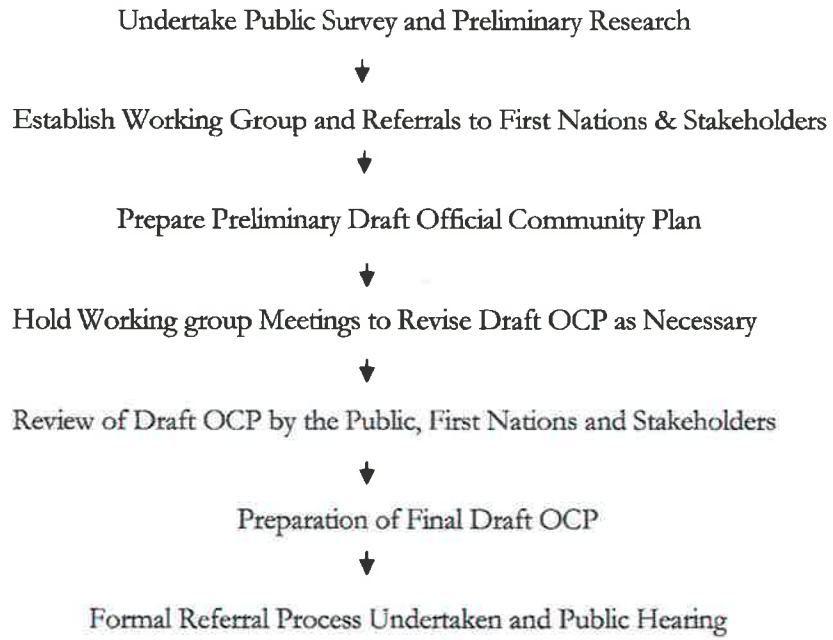 Undertake Public Survey and Preliminary Research
Establish Working Group and Referrals to First Nations & Stakeholders
Prepare Preliminary Draft Official Community Plan
Hold Working group Meetings to Revise Draft OCP as Necessary
Review of Draft OCP by the Public, First Nations and Stakeholders
Preparation of Final Draft OCP
Formal Referral Process Undertaken and Public Hearing